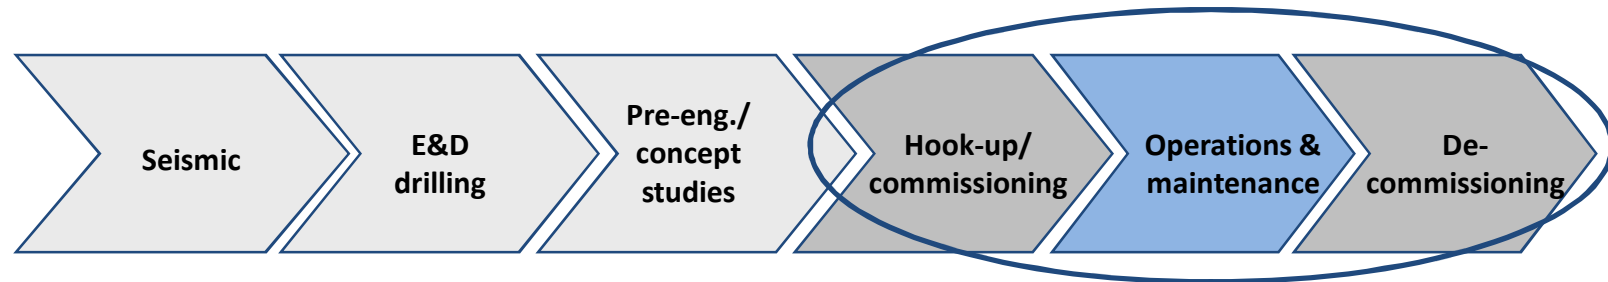 Seismic
E&D
drilling
Pre-eng./
concept
studies
Hook-up/
commissioning
Operations &
maintenance
De-
commissioning